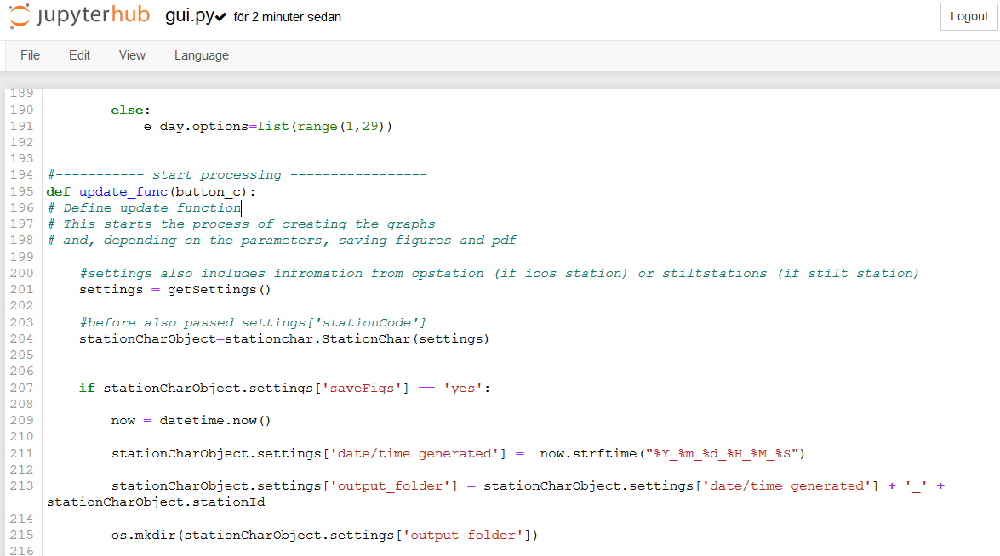 jupyterhub gui.py✔ för 2 minuter sedan Logout
File Edit View Language
189
190 else:
191 e_day.options=list(range(1,29))
192
193
194 #----------- start processing -----------------
195 def update_func(button_c):
196 # Define update function
197 # This starts the process of creating the graphs
198 # and, depending on the parameters, saving figures and pdf
199
200 #settings also includes infromation from cpstation (if icos station) or stiltstations (if stilt station)
201 settings = getSettings()
202
203 #before also passed settings['stationCode']
204 stationCharObject=stationchar.StationChar(settings)
205
206
207 if stationCharObject.settings['saveFigs'] == 'yes':
208
209 now = datetime.now()
210
211 stationCharObject.settings['date/time generated'] =  now.strftime("%Y_%m_%d_%H_%M_%S")
212
213 stationCharObject.settings['output_folder'] = stationCharObject.settings['date/time generated'] + '_' +
stationCharObject.stationId
214
215 os.mkdir(stationCharObject.settings['output_folder'])
216